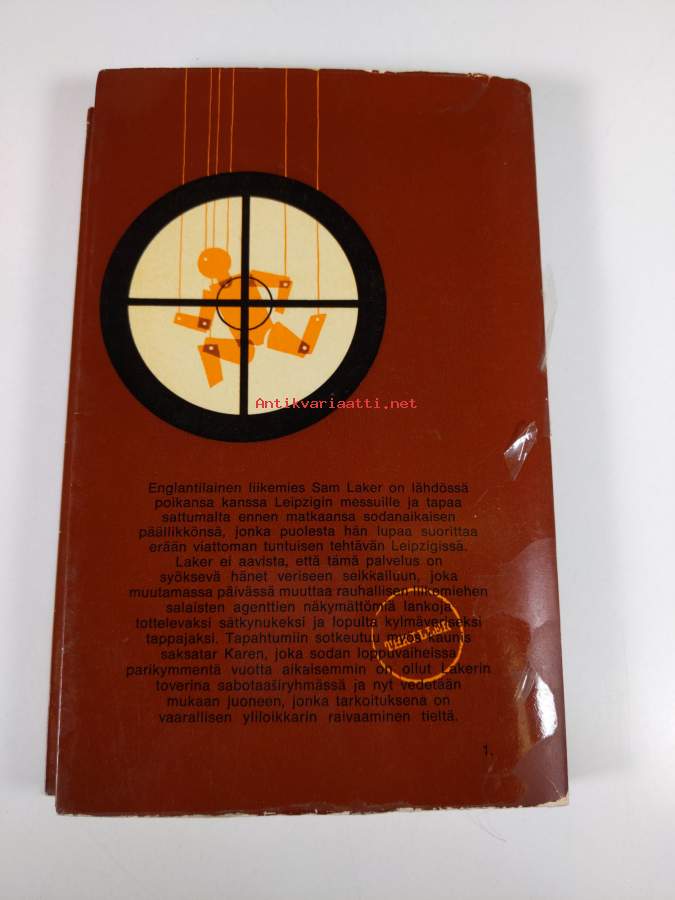 Antikvariaatti.net
Englantilainen liikemies Sam Laker on lähdössä
poikansa kanssa Leipzigin messuille ja tapaa
sattumalta ennen matkaansa sodanaikaisen
päällikkönsä, jonka puolesta hän lupaa suorittaa
erään viattoman tuntuisen tehtävän Leipzigissä.
Laker ei aavista, että tämä palvelus on
syöksevä hänet veriseen seikkailuun, joka
muutamassa päivässä muuttaa rauhallisen liikemiehen
salaisten agenttien näkymättömiä lankoja
tottelevaksi sätkynukeksi ja lopulta kylmäveriseksi
tappajaksi. Tapahtumiin sotkeutuu myös kaunis
saksatar Karen, joka sodan loppuvaiheissa
parikymmentä vuotta aikaisemmin on ollut Lakerin
toverina sabotaaširyhmässä ja nyt vedetään
mukaan juoneen, jonka tarkoituksena on
vaarallisen yliloikkarin raivaaminen tieltä.
1.